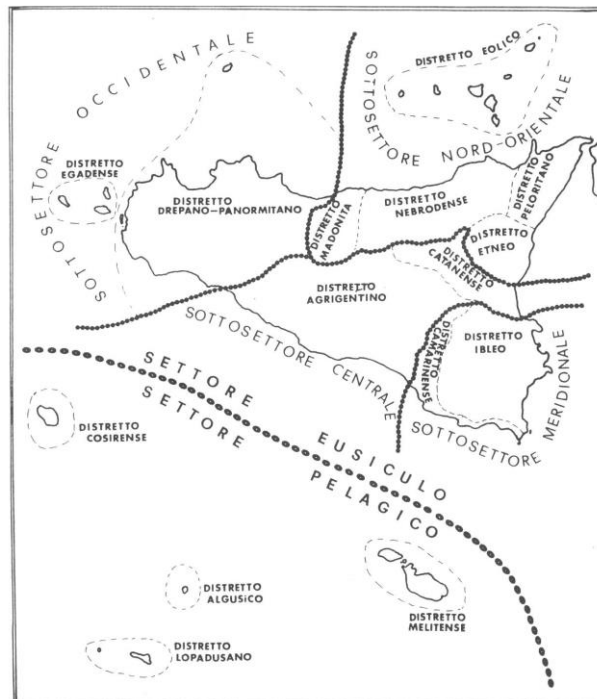 SOTTOSETTORE OCCIDENTALE
SOTTOSETTORE NORD-ORIENTALE
DISTRETTO EOLICO
DISTRETTO
EGADENSE
DISTRETTO
DREPANO-PANORMITANO
DISTRETTO
MADONITA
DISTRETTO
NEBRODENSE
DISTRETTO
PELORITANO
DISTRETTO
ETNEO
DISTRETTO
CATANENSE
DISTRETTO
AGRIGENTINO
SOTTOSETTORE CENTRALE
DISTRETTO
CAMARINENSE
DISTRETTO
IBLEO
SOTTOSETTORE MERIDIONALE
SETTORE EUSICULO
SETTORE PELAGICO
DISTRETTO
COSIRENSE
DISTRETTO
ALGUSiCO
DISTRETTO
LOPADUSANO
DISTRETTO
MELITENSE